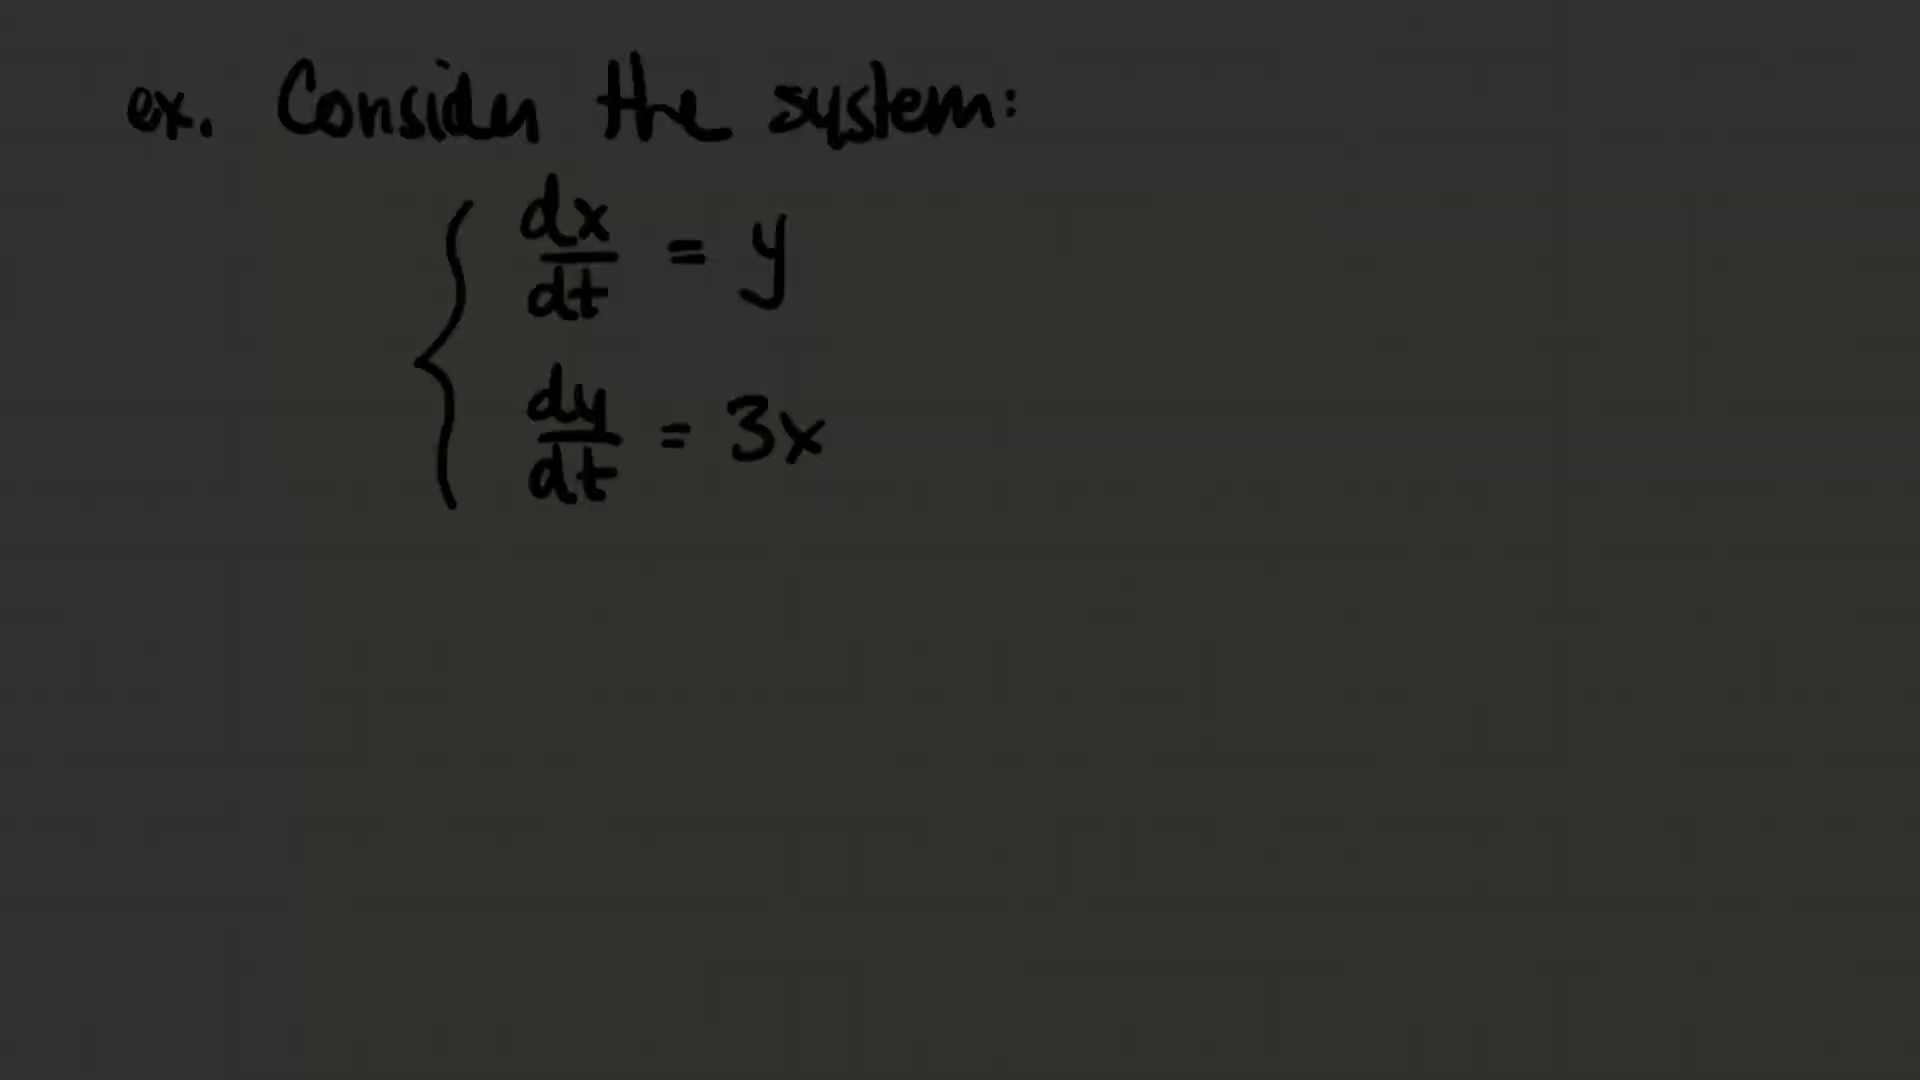 ex. Consider the system:
dx/dt = y
dy/dt = 3x